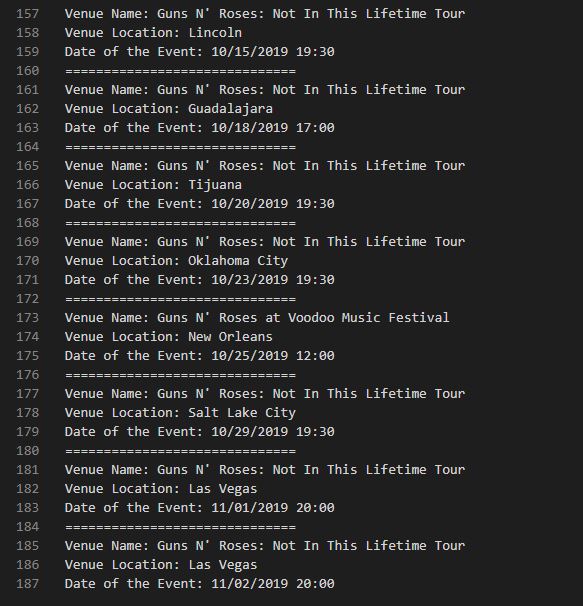 157 Venue Name: Guns N' Roses: Not In This Lifetime Tour
158 Venue Location: Lincoln
159 Date of the Event: 10/15/2019 19:30
160 ==============================
161 Venue Name: Guns N' Roses: Not In This Lifetime Tour
162 Venue Location: Guadalajara
163 Date of the Event: 10/18/2019 17:00
164 ==============================
165 Venue Name: Guns N' Roses: Not In This Lifetime Tour
166 Venue Location: Tijuana
167 Date of the Event: 10/20/2019 19:30
168 ==============================
169 Venue Name: Guns N' Roses: Not In This Lifetime Tour
170 Venue Location: Oklahoma City
171 Date of the Event: 10/23/2019 19:30
172 ==============================
173 Venue Name: Guns N' Roses at Voodoo Music Festival
174 Venue Location: New Orleans
175 Date of the Event: 10/25/2019 12:00
176 ==============================
177 Venue Name: Guns N' Roses: Not In This Lifetime Tour
178 Venue Location: Salt Lake City
179 Date of the Event: 10/29/2019 19:30
180 ==============================
181 Venue Name: Guns N' Roses: Not In This Lifetime Tour
182 Venue Location: Las Vegas
183 Date of the Event: 11/01/2019 20:00
184 ==============================
185 Venue Name: Guns N' Roses: Not In This Lifetime Tour
186 Venue Location: Las Vegas
187 Date of the Event: 11/02/2019 20:00